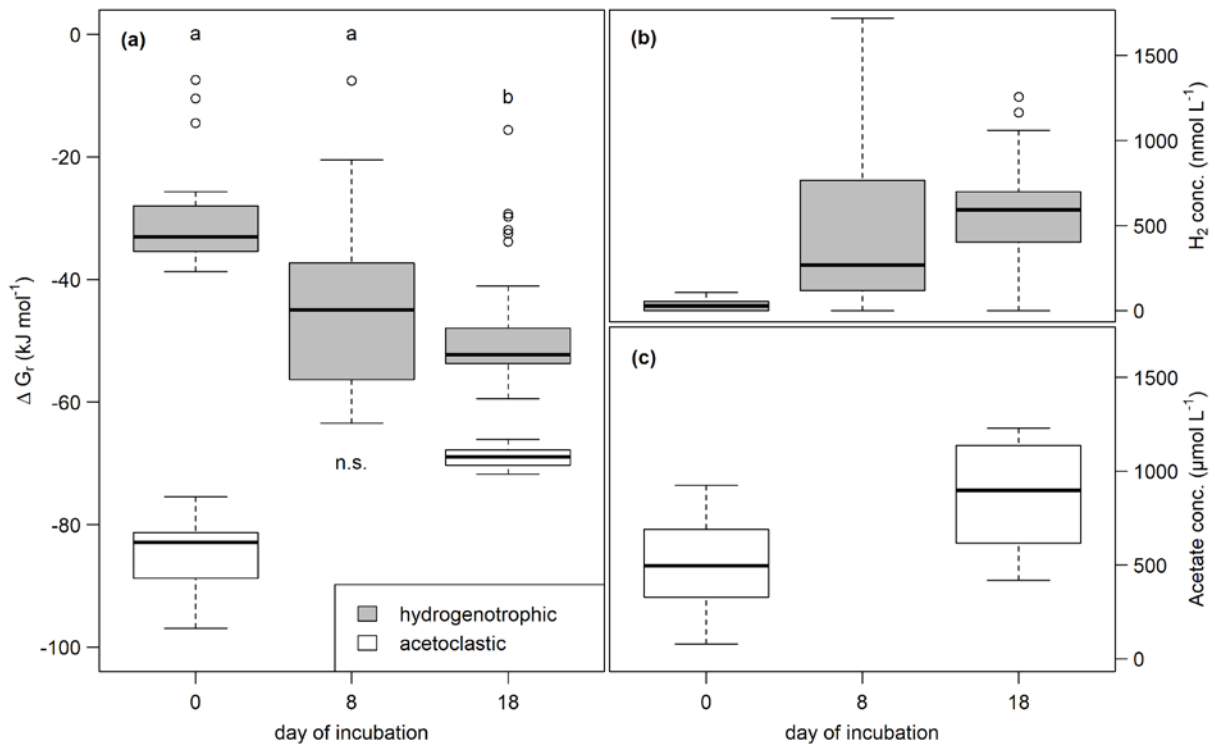 (a)
a
a
b
n.s.
0
-20
-40
-60
-80
-100
Δ Gr (kJ mol⁻¹)
hydrogenotrophic
acetoclastic
0 8 18
day of incubation
(b)
1500
1000
500
0
H₂ conc. (nmol L⁻¹)
(c)
1500
1000
500
0
Acetate conc. (µmol L⁻¹)
0 8 18
day of incubation